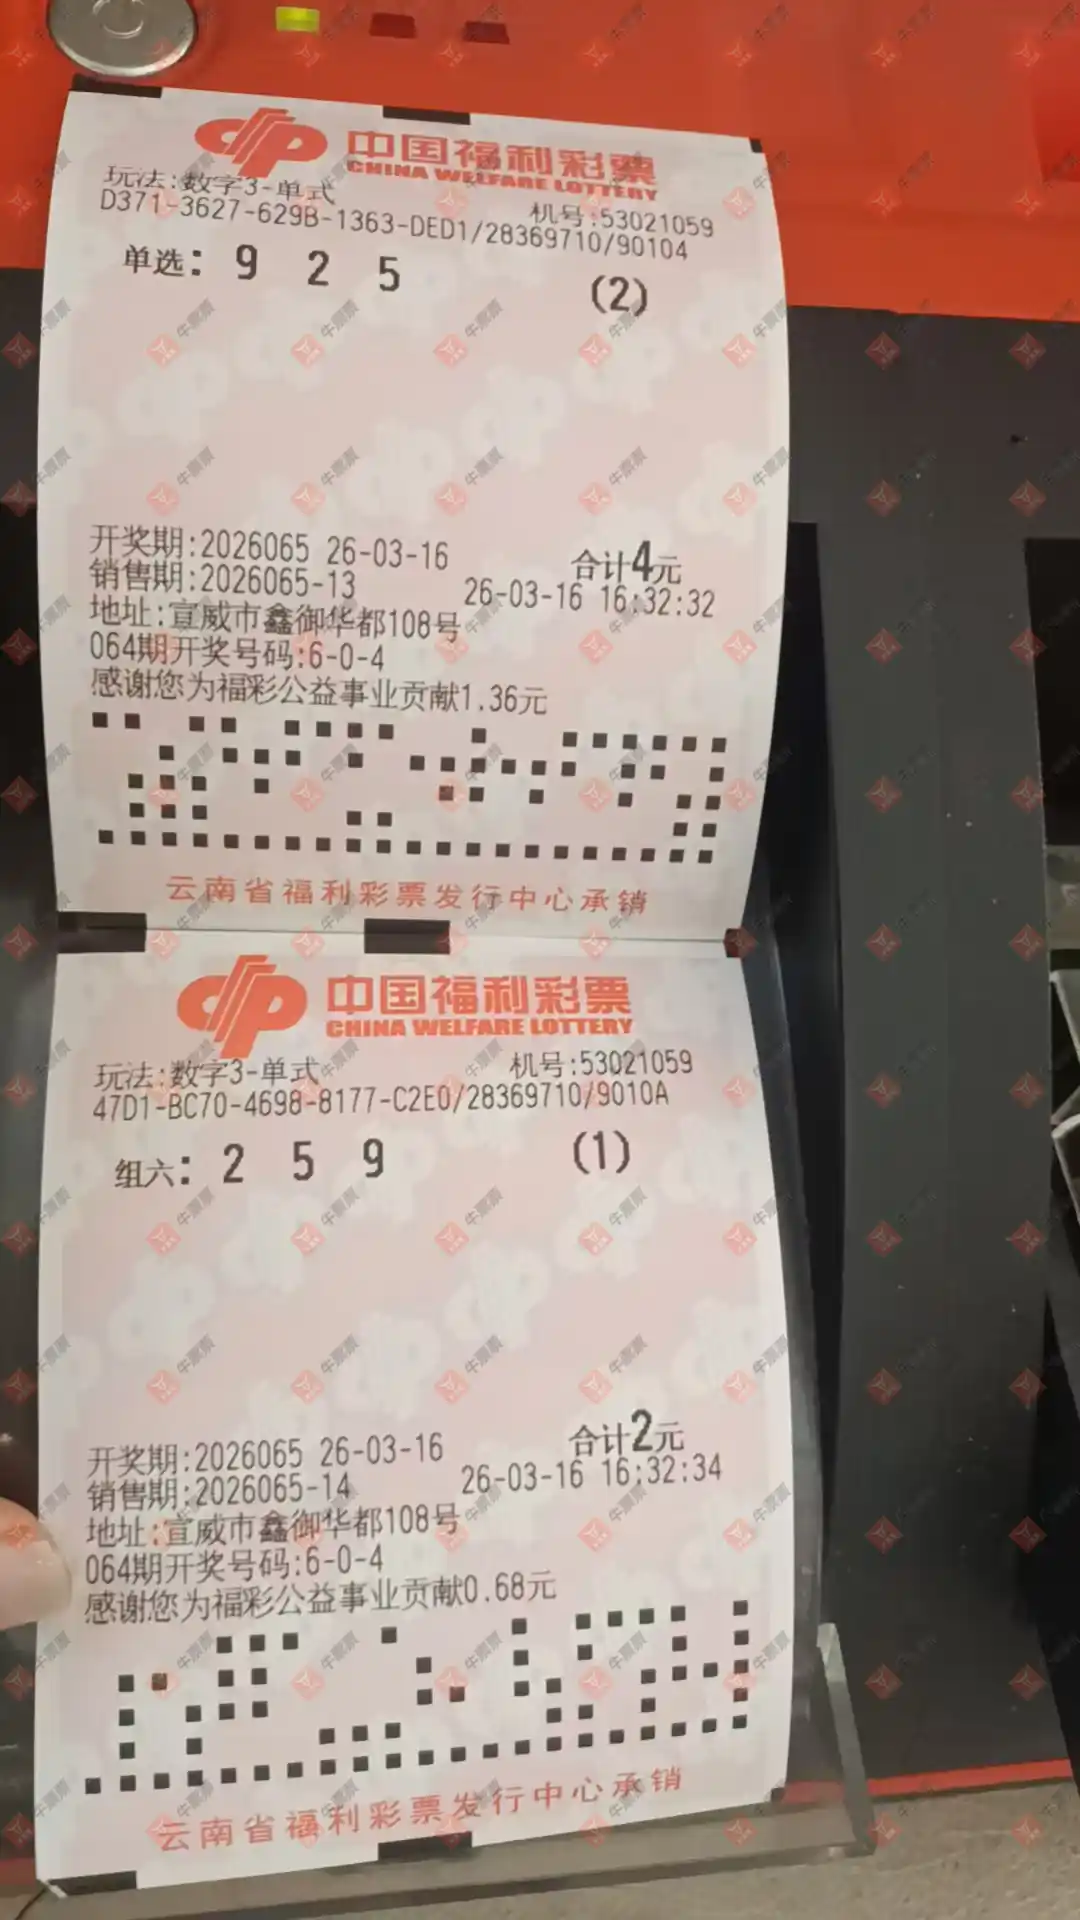 中国福利彩票
CHINA WELFARE LOTTERY
玩法:数字3-单式
机号:53021059
D371-3627-629B-1363-DED1/28369710/90104
单选: 9 2 5 (2)
开奖期:2026065 26-03-16 合计4元
销售期:2026065-13 26-03-16 16:32:32
地址:宣威市鑫御华都108号
064期开奖号码:6-0-4
感谢您为福彩公益事业贡献1.36元
云南省福利彩票发行中心承销
中国福利彩票
CHINA WELFARE LOTTERY
玩法:数字3-单式 机号:53021059
47D1-BC70-4698-8177-C2E0/28369710/9010A
组六: 2 5 9 (1)
开奖期:2026065 26-03-16 合计2元
销售期:2026065-14 26-03-16 16:32:34
地址:宣威市鑫御华都108号
064期开奖号码:6-0-4
感谢您为福彩公益事业贡献0.68元
云南省福利彩票发行中心承销
牛票票